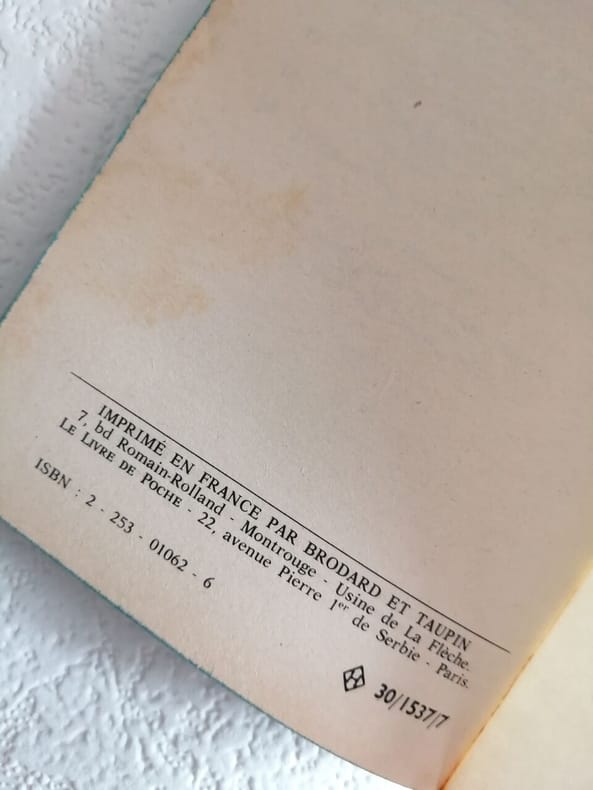 IMPRIMÉ EN FRANCE PAR BRODARD ET TAUPIN
7, bd Romain-Rolland - Montrouge - Usine de La Flèche.
LE LIVRE DE POCHE - 22, avenue Pierre 1er de Serbie - Paris.
ISBN : 2 - 253 - 01062 - 6
30/1537/7